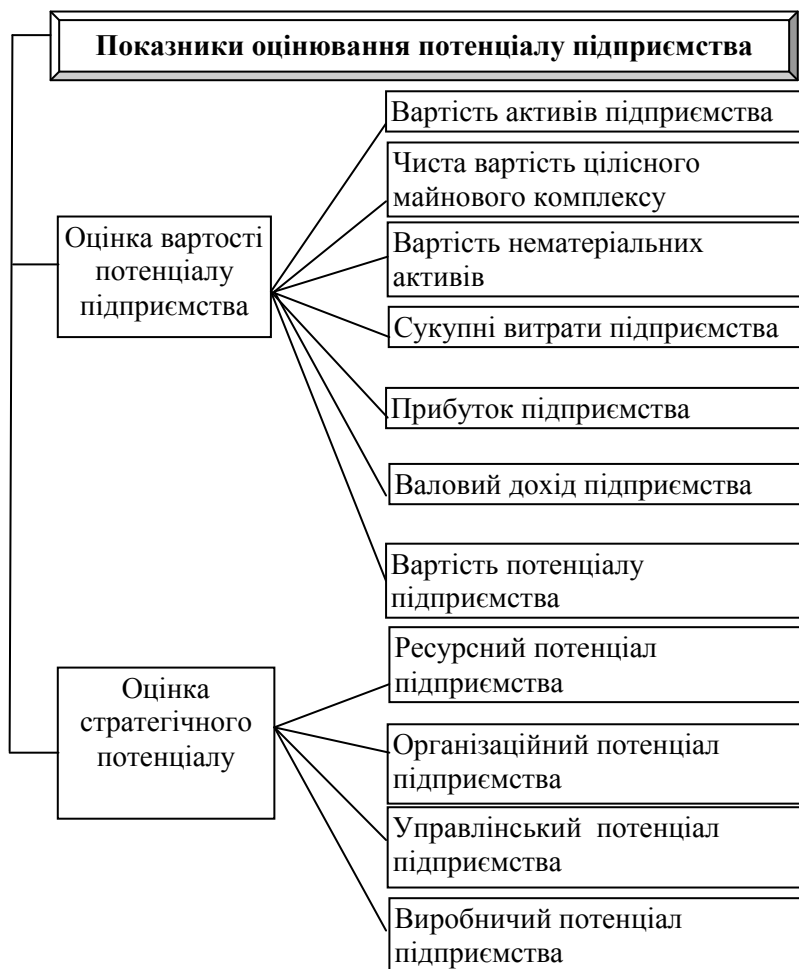 Показники оцінювання потенціалу підприємства
Вартість активів підприємства
Чиста вартість цілісного
майнового комплексу
Оцінка вартості
потенціалу
підприємства
Вартість нематеріальних
активів
Сукупні витрати підприємства
Прибуток підприємства
Валовий дохід підприємства
Вартість потенціалу
підприємства
Оцінка
стратегічного
потенціалу
Ресурсний потенціал
підприємства
Організаційний потенціал
підприємства
Управлінський потенціал
підприємства
Виробничий потенціал
підприємства